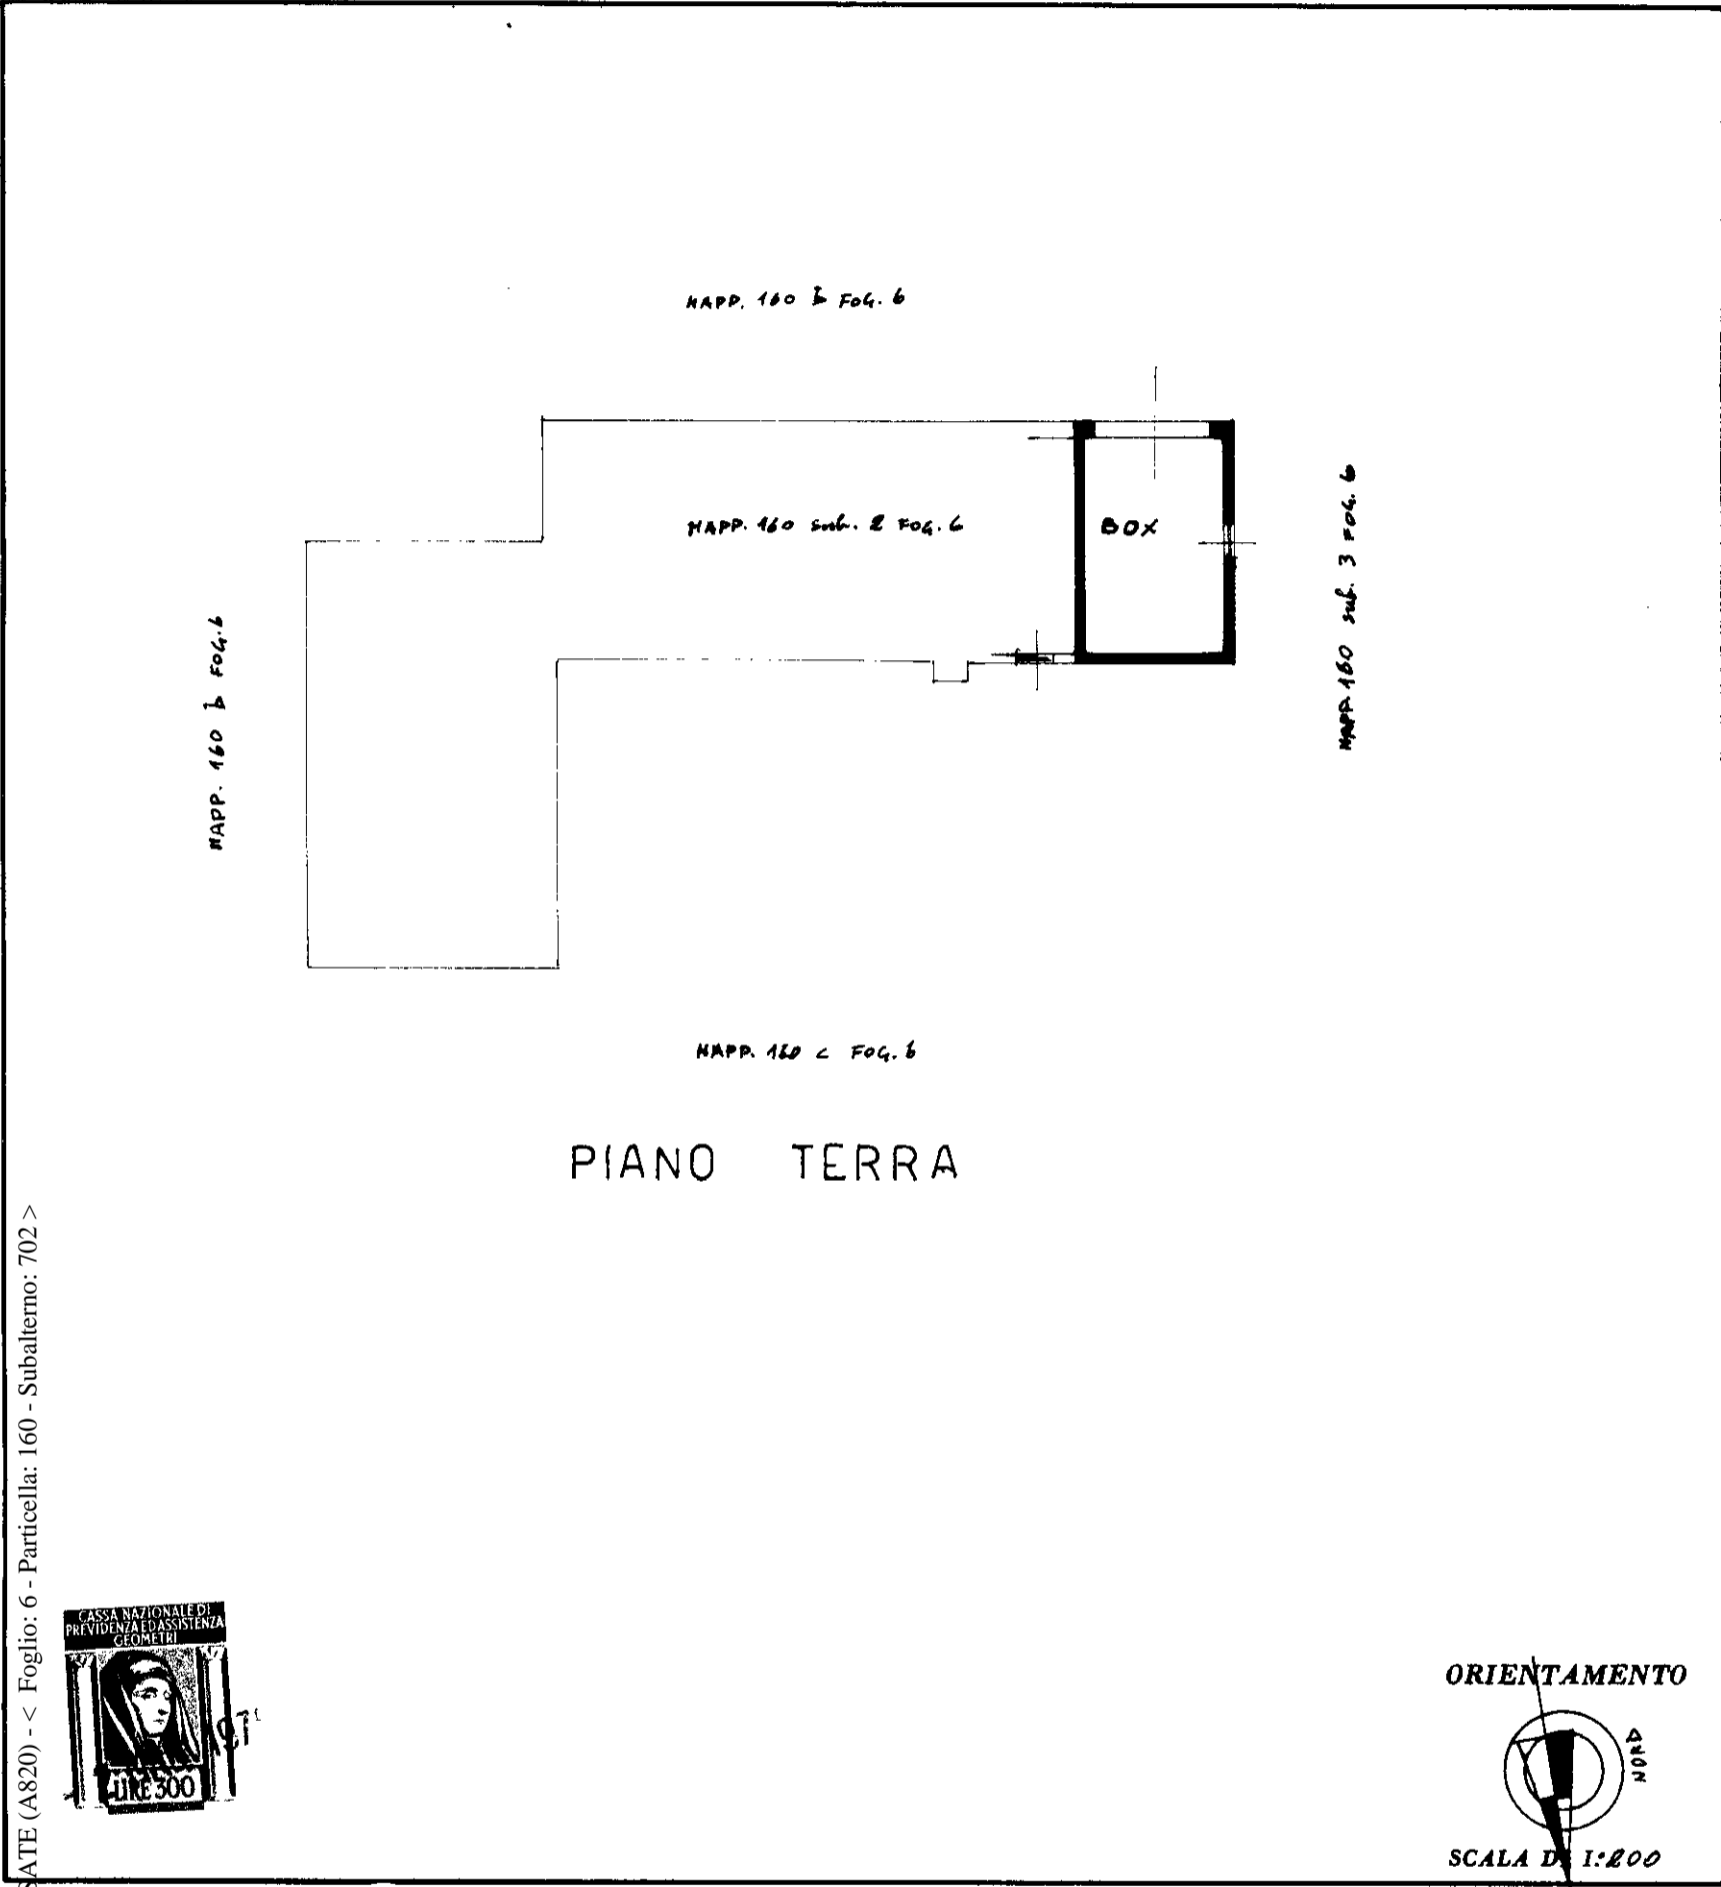 MAPP. 160 b FOG. 6
MAPP. 160 sub. 2 FOG. 6
BOX
MAPP. 160 sub. 3 FOG. 6
MAPP. 160 b FOG. 6
MAPP. 160 c FOG. 6
PIANO TERRA
SATE (A820) - < Foglio: 6 - Particella: 160 - Subalterno: 702 >
CASSA NAZIONALE DI
PREVIDENZA ED ASSISTENZA
GEOMETRI
LIRE 300
ORIENTAMENTO
NORD
SCALA DI 1:200